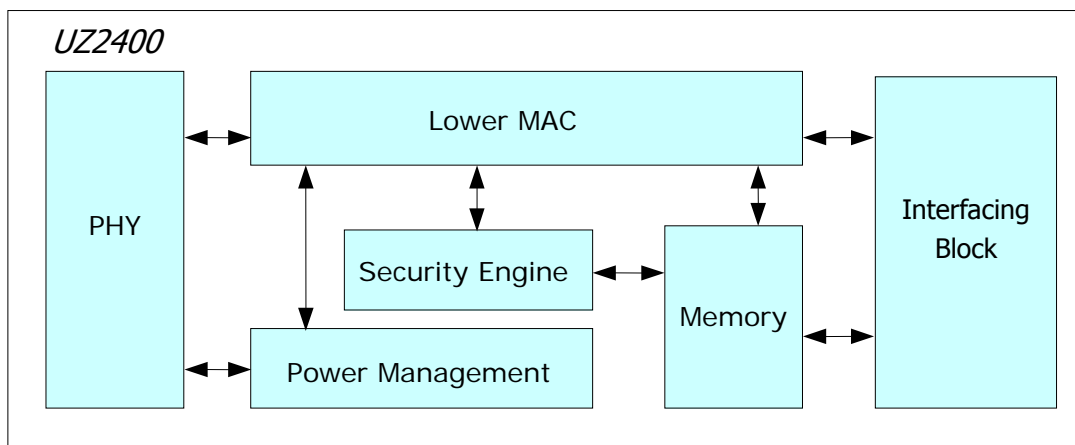 UZ2400
Lower MAC
PHY
Interfacing
Block
Security Engine
Memory
Power Management